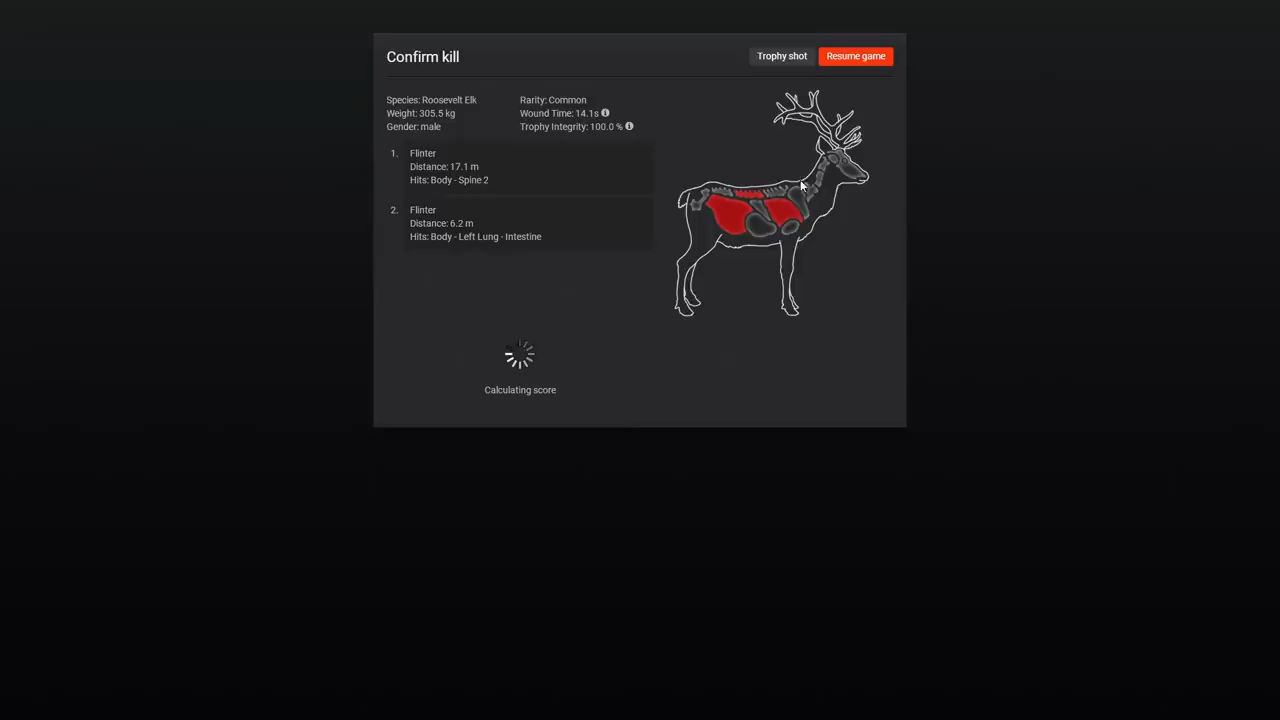 Confirm kill
Trophy shot
Resume game
Species: Roosevelt Elk
Rarity: Common
Weight: 305.5 kg
Wound Time: 14.1s
Gender: male
Trophy Integrity: 100.0 %
1. Flinter
Distance: 17.1 m
Hits: Body - Spine 2
2. Flinter
Distance: 6.2 m
Hits: Body - Left Lung - Intestine
Calculating score